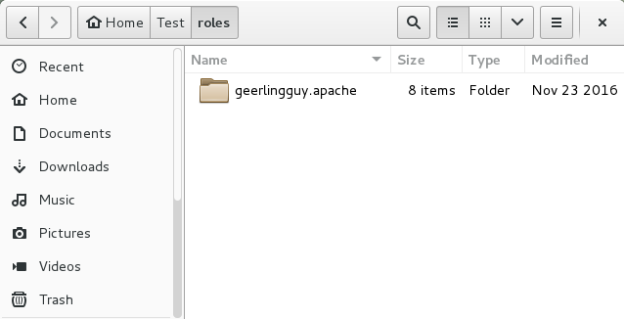 Home Test roles
Name Size Type Modified
Recent
geerlingguy.apache 8 items Folder Nov 23 2016
Home
Documents
Downloads
Music
Pictures
Videos
Trash